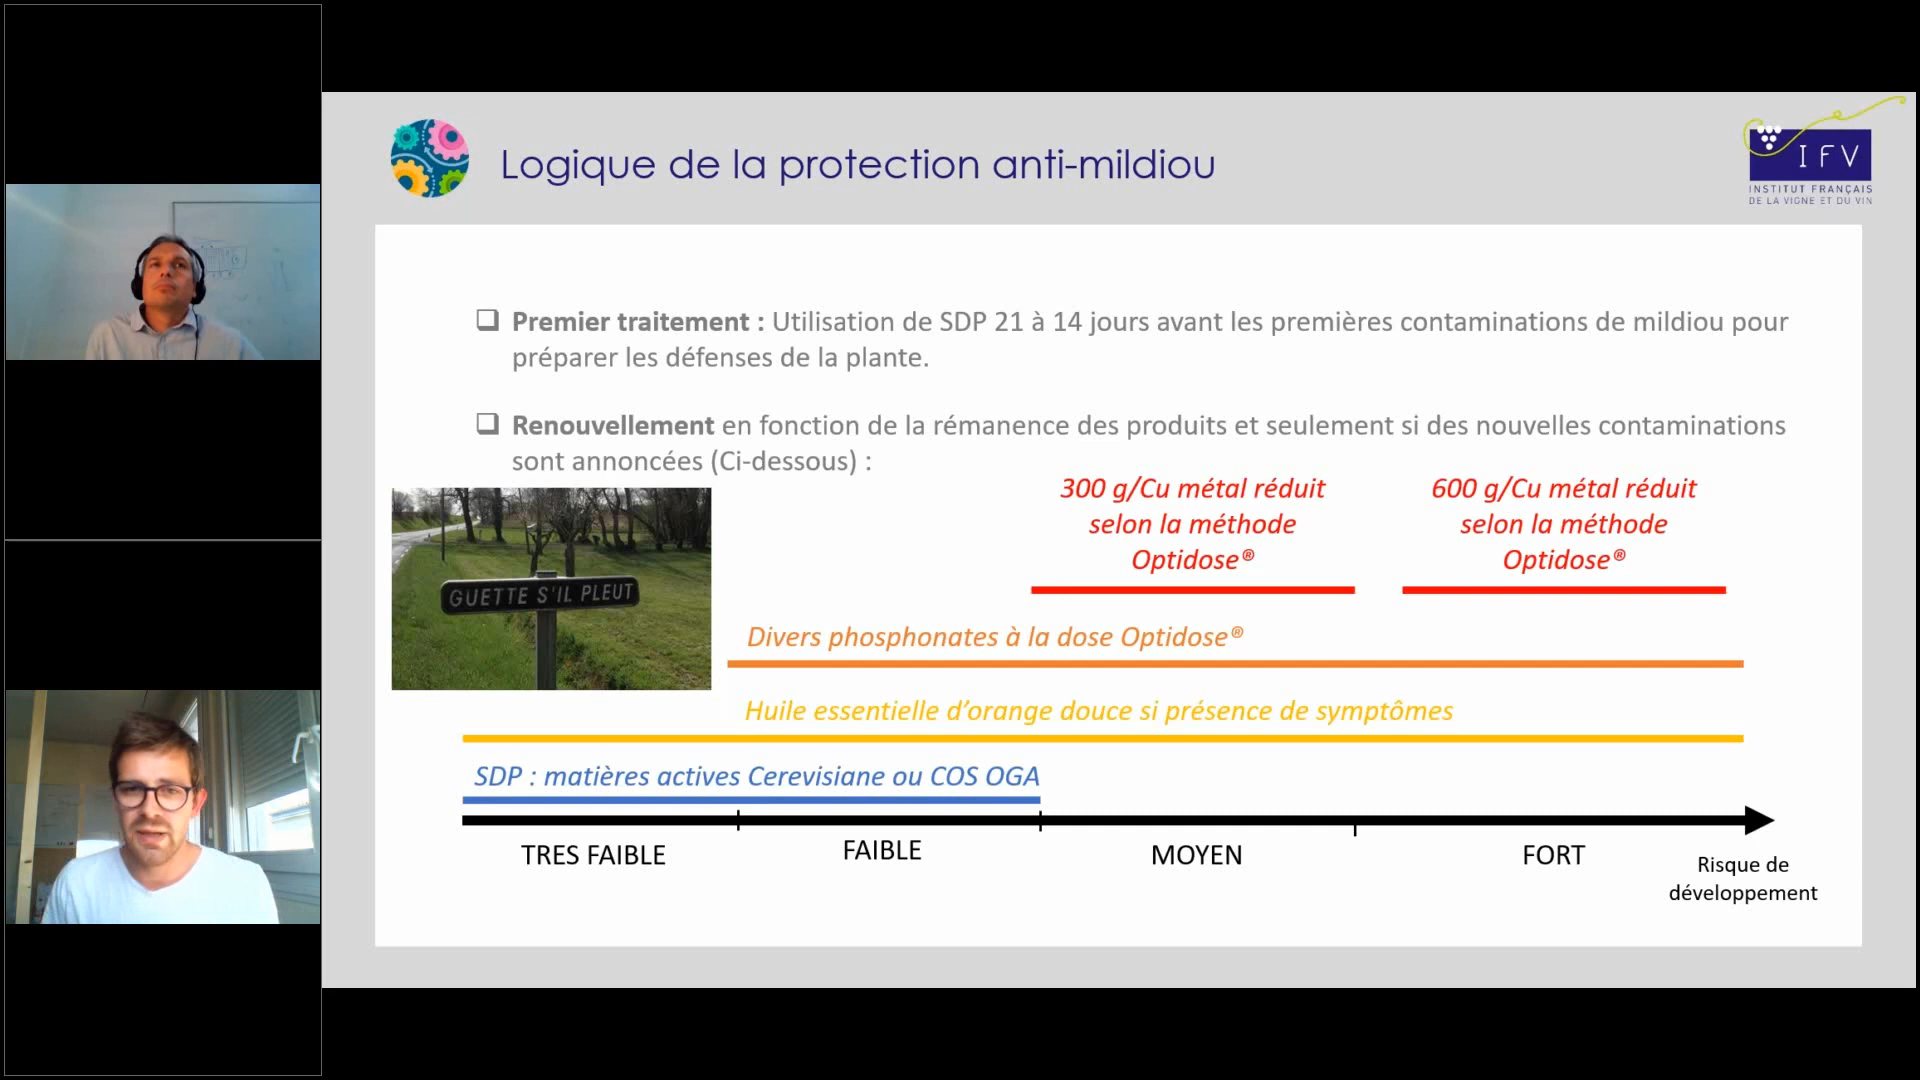 Logique de la protection anti-mildiou
IFV
INSTITUT FRANÇAIS
DE LA VIGNE ET DU VIN
Premier traitement : Utilisation de SDP 21 à 14 jours avant les premières contaminations de mildiou pour
préparer les défenses de la plante.
Renouvellement en fonction de la rémanence des produits et seulement si des nouvelles contaminations
sont annoncées (Ci-dessous) :
300 g/Cu métal réduit
selon la méthode
Optidose®
600 g/Cu métal réduit
selon la méthode
Optidose®
GUETTE S'IL PLEUT
Divers phosphonates à la dose Optidose®
Huile essentielle d’orange douce si présence de symptômes
SDP : matières actives Cerevisiane ou COS OGA
TRES FAIBLE
FAIBLE
MOYEN
FORT
Risque de
développement